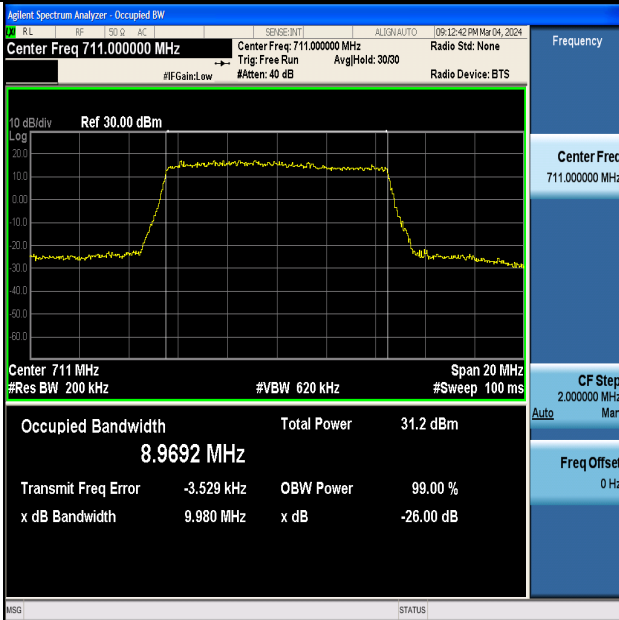 Agilent Spectrum Analyzer - Occupied BW
LXI RL RF 50 Ω AC SENSE:INT ALIGN AUTO 09:12:42 PM Mar 04, 2024
Center Freq 711.000000 MHz
Center Freq: 711.000000 MHz Radio Std: None
Trig: Free Run Avg|Hold: 30/30
#IFGain:Low #Atten: 40 dB Radio Device: BTS
10 dB/div Ref 30.00 dBm
Log
20.0
10.0
0.00
-10.0
-20.0
-30.0
-40.0
-50.0
-60.0
Center 711 MHz Span 20 MHz
#Res BW 200 kHz #VBW 620 kHz #Sweep 100 ms
Occupied Bandwidth Total Power 31.2 dBm
8.9692 MHz
Transmit Freq Error -3.529 kHz OBW Power 99.00 %
x dB Bandwidth 9.980 MHz x dB -26.00 dB
MSG STATUS
Frequency
Center Freq
711.000000 MHz
CF Step
2.000000 MHz
Auto Man
Freq Offset
0 Hz